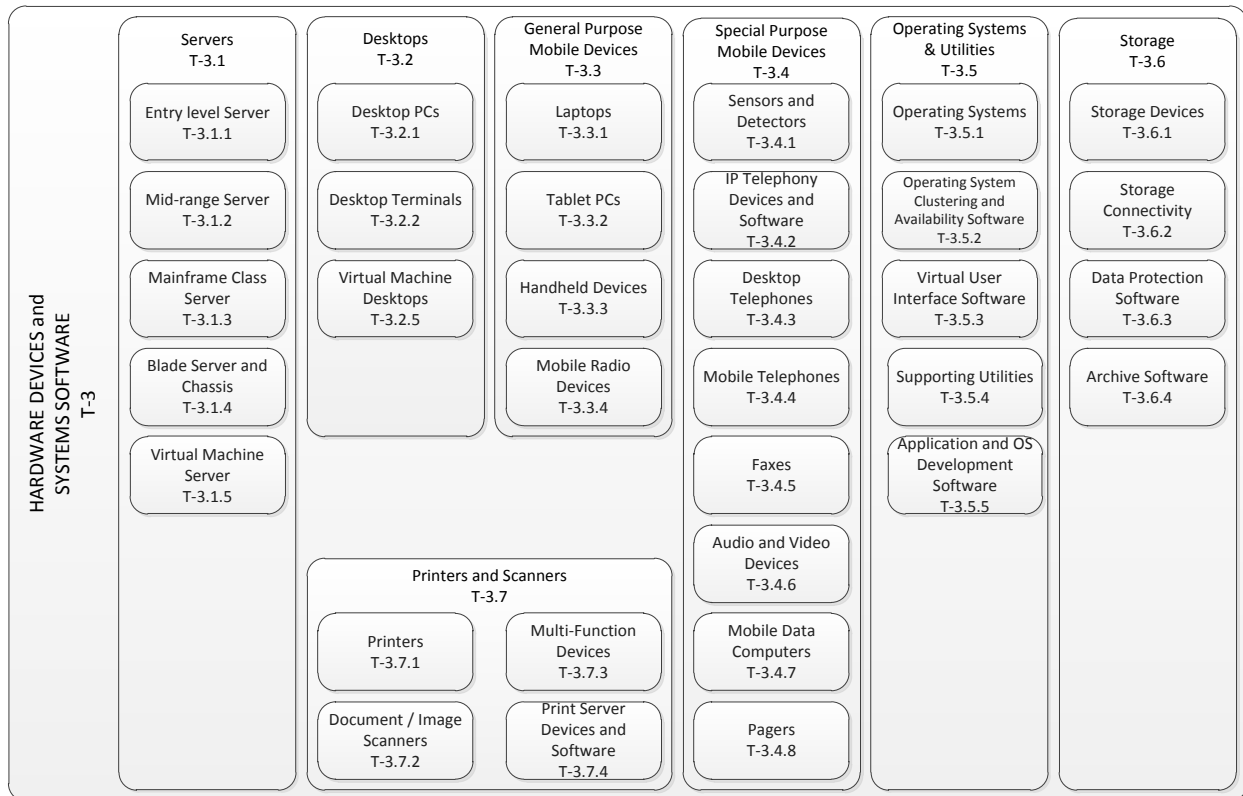 HARDWARE DEVICES and
SYSTEMS SOFTWARE
T-3
Servers
T-3.1
Entry level Server
T-3.1.1
Mid-range Server
T-3.1.2
Mainframe Class
Server
T-3.1.3
Blade Server and
Chassis
T-3.1.4
Virtual Machine
Server
T-3.1.5
Desktops
T-3.2
Desktop PCs
T-3.2.1
Desktop Terminals
T-3.2.2
Virtual Machine
Desktops
T-3.2.5
General Purpose
Mobile Devices
T-3.3
Laptops
T-3.3.1
Tablet PCs
T-3.3.2
Handheld Devices
T-3.3.3
Mobile Radio
Devices
T-3.3.4
Printers and Scanners
T-3.7
Printers
T-3.7.1
Document / Image
Scanners
T-3.7.2
Multi-Function
Devices
T-3.7.3
Print Server
Devices and
Software
T-3.7.4
Special Purpose
Mobile Devices
T-3.4
Sensors and
Detectors
T-3.4.1
IP Telephony
Devices and
Software
T-3.4.2
Desktop
Telephones
T-3.4.3
Mobile Telephones
T-3.4.4
Faxes
T-3.4.5
Audio and Video
Devices
T-3.4.6
Mobile Data
Computers
T-3.4.7
Pagers
T-3.4.8
Operating Systems
& Utilities
T-3.5
Operating Systems
T-3.5.1
Operating System
Clustering and
Availability Software
T-3.5.2
Virtual User
Interface Software
T-3.5.3
Supporting Utilities
T-3.5.4
Application and OS
Development
Software
T-3.5.5
Storage
T-3.6
Storage Devices
T-3.6.1
Storage
Connectivity
T-3.6.2
Data Protection
Software
T-3.6.3
Archive Software
T-3.6.4